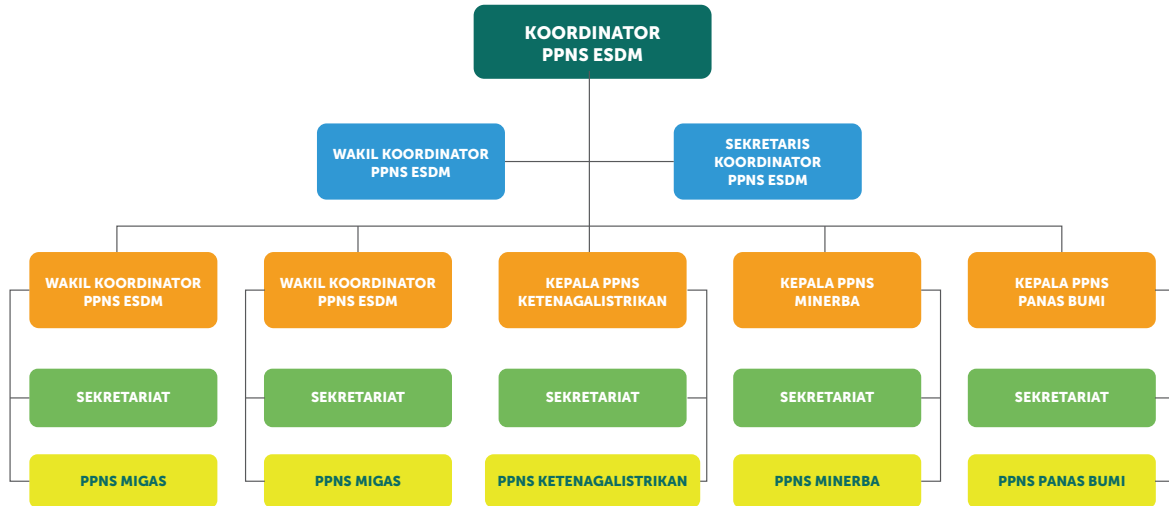 KOORDINATOR
PPNS ESDM
WAKIL KOORDINATOR
PPNS ESDM
SEKRETARIS
KOORDINATOR
PPNS ESDM
WAKIL KOORDINATOR
PPNS ESDM
WAKIL KOORDINATOR
PPNS ESDM
KEPALA PPNS
KETENAGALISTRIKAN
KEPALA PPNS
MINERBA
KEPALA PPNS
PANAS BUMI
SEKRETARIAT
SEKRETARIAT
SEKRETARIAT
SEKRETARIAT
SEKRETARIAT
PPNS MIGAS
PPNS MIGAS
PPNS KETENAGALISTRIKAN
PPNS MINERBA
PPNS PANAS BUMI